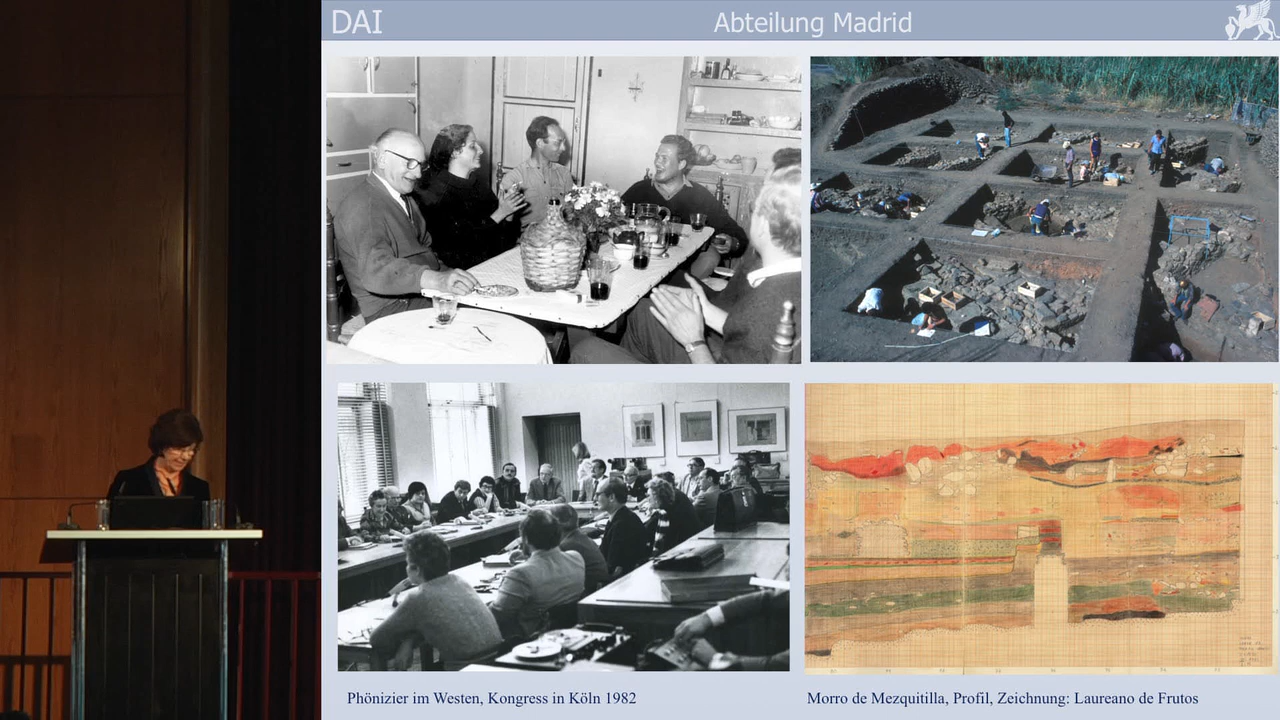 DAI
Abteilung Madrid
Phönizier im Westen, Kongress in Köln 1982
Morro de Mezquitilla, Profil, Zeichnung: Laureano de Frutos